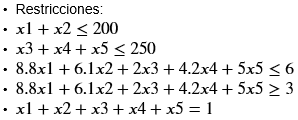 • Restricciones:
• x1 + x2 ≤ 200
• x3 + x4 + x5 ≤ 250
• 8.8x1 + 6.1x2 + 2x3 + 4.2x4 + 5x5 ≤ 6
• 8.8x1 + 6.1x2 + 2x3 + 4.2x4 + 5x5 ≥ 3
• x1 + x2 + x3 + x4 + x5 = 1